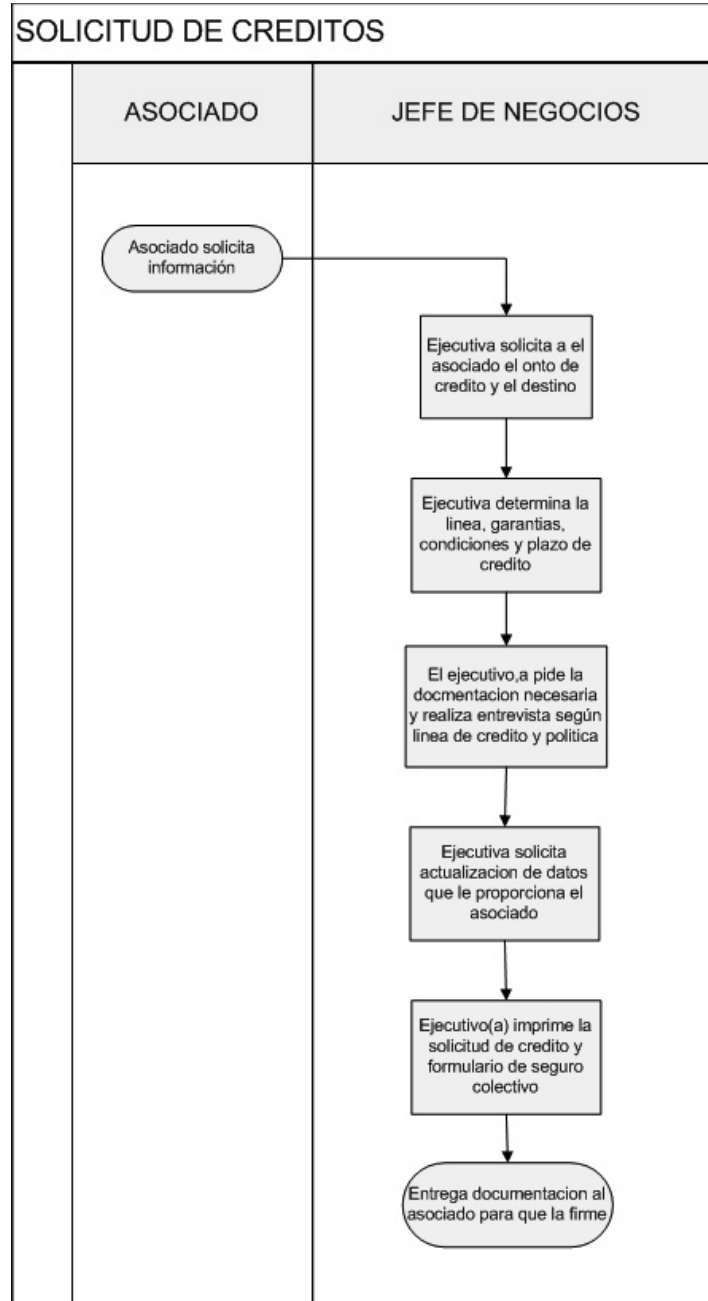 SOLICITUD DE CREDITOS
ASOCIADO
JEFE DE NEGOCIOS
Asociado solicita
información
Ejecutiva solicita a el
asociado el onto de
credito y el destino
Ejecutiva determina la
linea, garantias,
condiciones y plazo de
credito
El ejecutivo,a pide la
docmentacion necesaria
y realiza entrevista según
linea de credito y politica
Ejecutiva solicita
actualizacion de datos
que le proporciona el
asociado
Ejecutivo(a) imprime la
solicitud de credito y
formulario de seguro
colectivo
Entrega documentacion al
asociado para que la firme